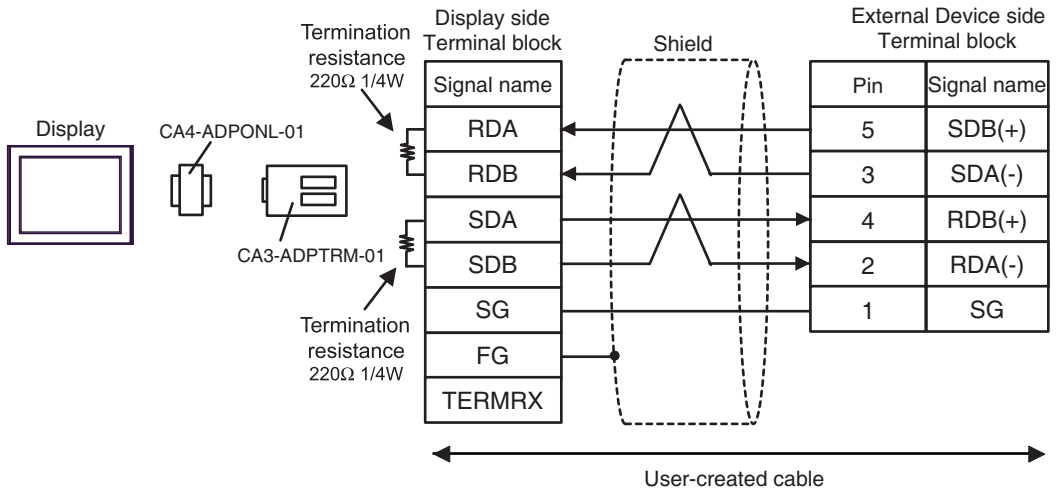 Termination
resistance
220Ω 1/4W
Display side
Terminal block
Shield
External Device side
Terminal block
Signal name
Pin
Signal name
Display
CA4-ADPONL-01
RDA
5
SDB(+)
RDB
3
SDA(-)
SDA
4
RDB(+)
CA3-ADPTRM-01
SDB
2
RDA(-)
SG
1
SG
Termination
resistance
220Ω 1/4W
FG
TERMRX
User-created cable